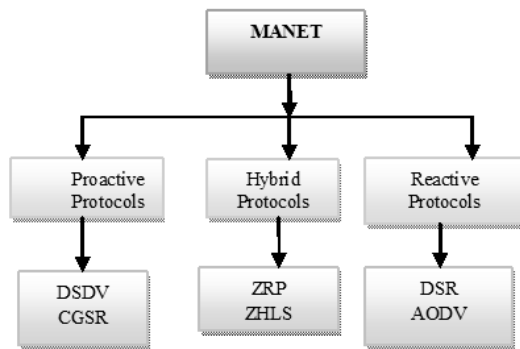 MANET
Proactive
Protocols
Hybrid
Protocols
Reactive
Protocols
DSDV
CGSR
ZRP
ZHLS
DSR
AODV